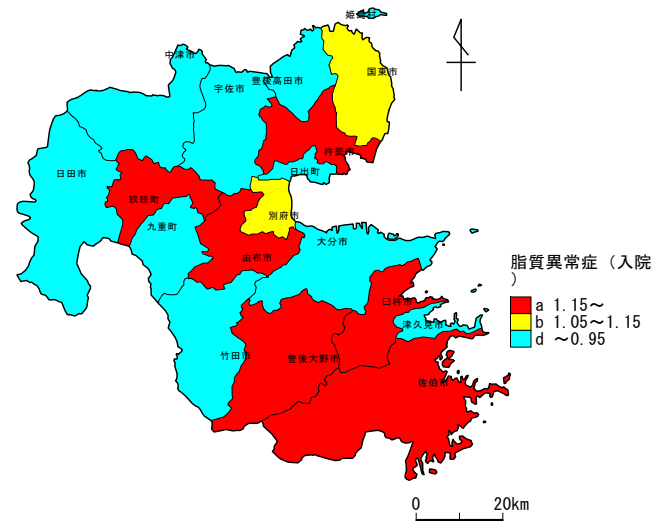 姫島村
中津市
豊後高田市
国東市
宇佐市
杵築市
日田市
日出町
玖珠町
別府市
九重町
大分市
由布市
臼杵市
津久見市
竹田市
豊後大野市
佐伯市
脂質異常症（入院
）
a 1.15～
b 1.05～1.15
d ～0.95
0 20km